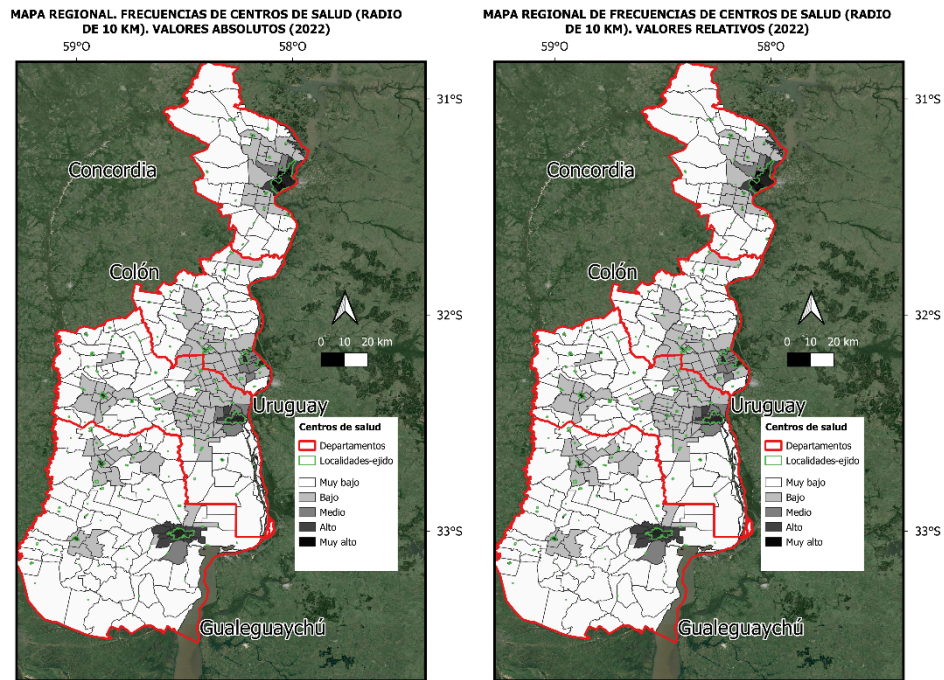 MAPA REGIONAL. FRECUENCIAS DE CENTROS DE SALUD (RADIO
DE 10 KM). VALORES ABSOLUTOS (2022)
59°O
58°O
31°S
Concordia
Colón
32°S
0 10 20 km
Uruguay
Centros de salud
Departamentos
Localidades-ejido
Muy bajo
Bajo
Medio
Alto
Muy alto
33°S
Gualeguaychú
MAPA REGIONAL DE FRECUENCIAS DE CENTROS DE SALUD (RADIO
DE 10 KM). VALORES RELATIVOS (2022)
59°O
58°O
31°S
Concordia
Colón
32°S
0 10 20 km
Uruguay
Centros de salud
Departamentos
Localidades-ejido
Muy bajo
Bajo
Medio
Alto
Muy alto
33°S
Gualeguaychú